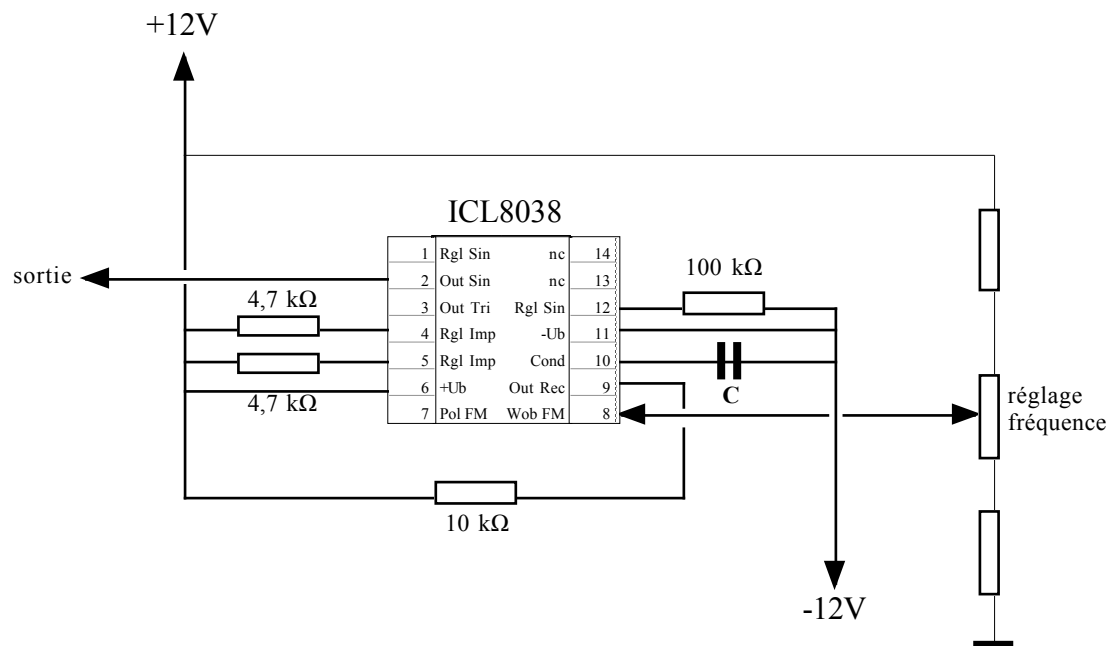 +12V
ICL8038
sortie
1 Rgl Sin nc 14
2 Out Sin nc 13
3 Out Tri Rgl Sin 12
4 Rgl Imp -Ub 11
5 Rgl Imp Cond 10
6 +Ub Out Rec 9
7 Pol FM Wob FM 8
4,7 kΩ
4,7 kΩ
100 kΩ
C
réglage
fréquence
10 kΩ
-12V